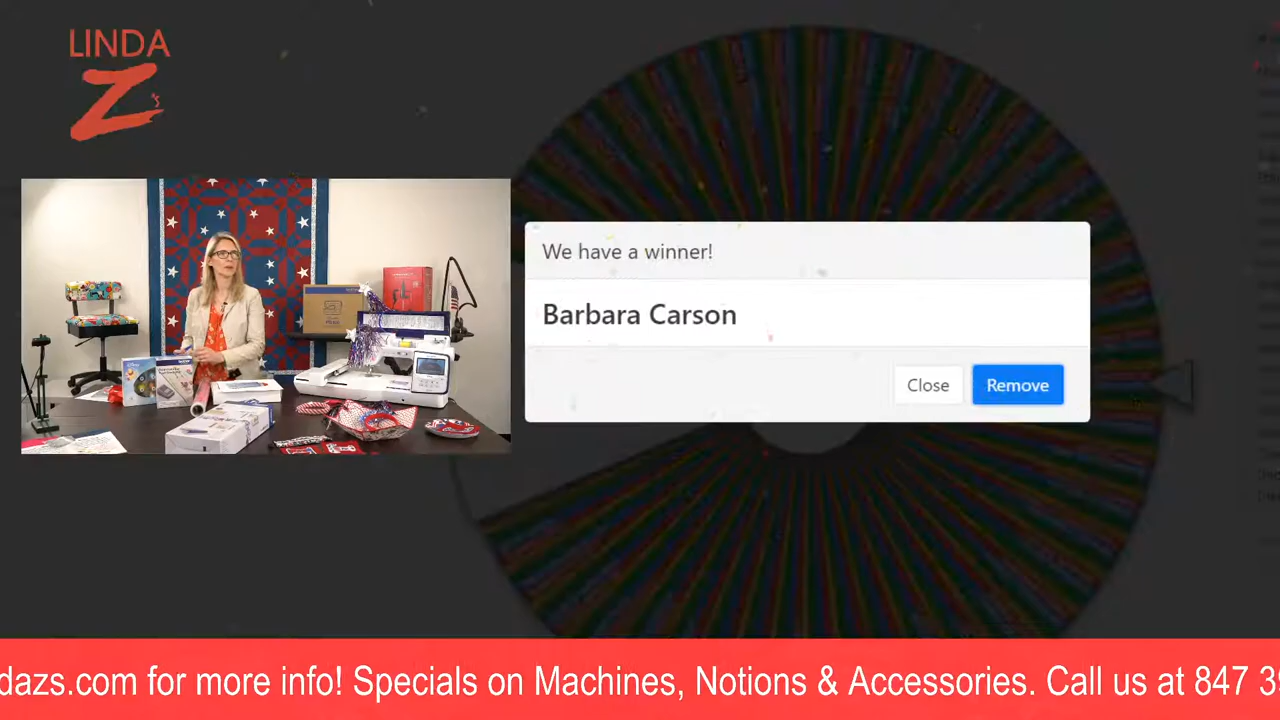 LINDA
Z's
We have a winner!
Barbara Carson
Close
Remove
dazs.com for more info! Specials on Machines, Notions & Accessories. Call us at 847 39